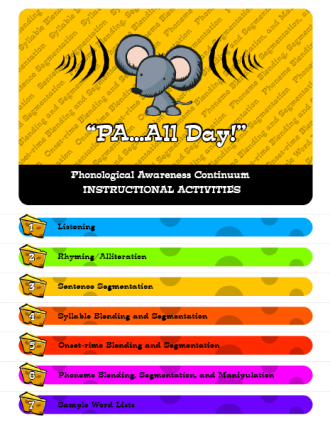 "PA...All Day!"
Phonological Awareness Continuum
INSTRUCTIONAL ACTIVITIES
1 Listening
2 Rhyming/Alliteration
3 Sentence Segmentation
4 Syllable Blending and Segmentation
5 Onset-rime Blending and Segmentation
6 Phoneme Blending, Segmentation, and Manipulation
7 Sample Word Lists